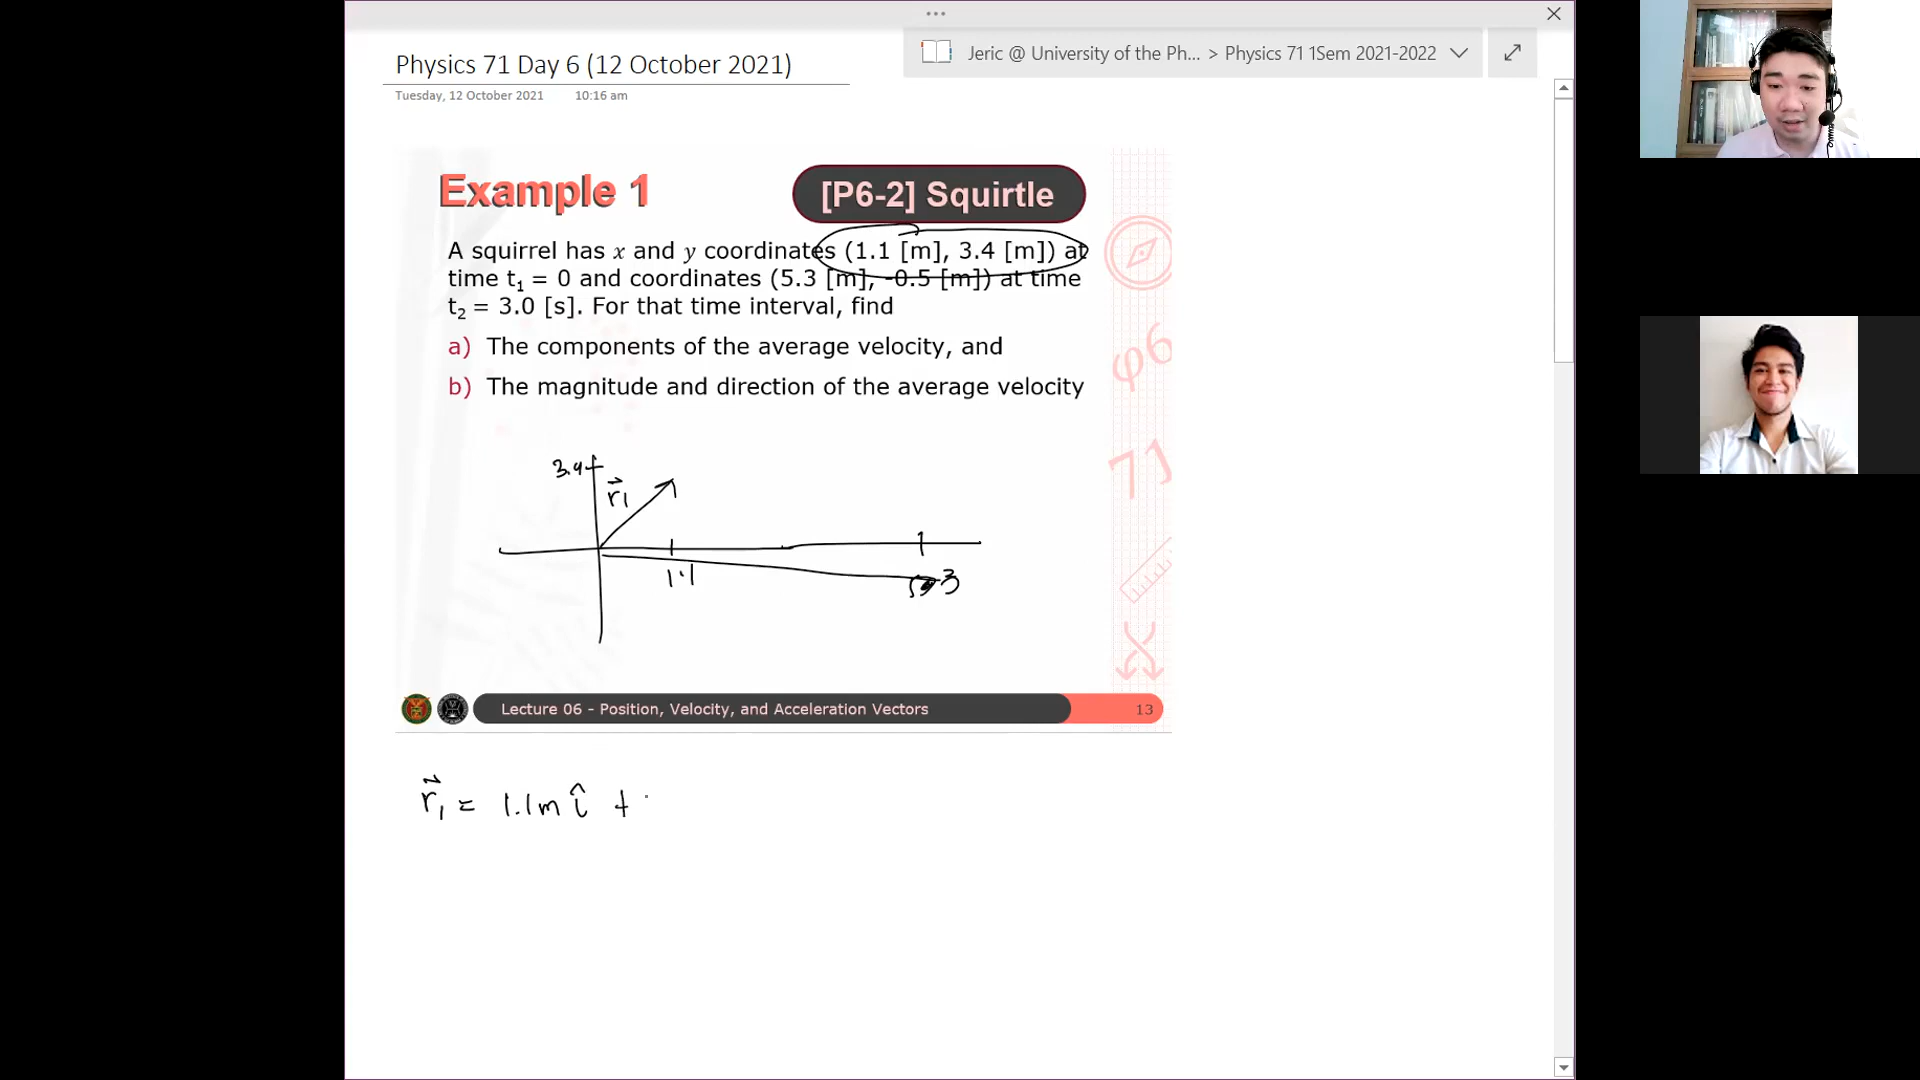 Physics 71 Day 6 (12 October 2021)
Tuesday, 12 October 2021 10:16 am
Jeric @ University of the Ph... > Physics 71 1Sem 2021-2022
Example 1
[P6-2] Squirtle
A squirrel has x and y coordinates (1.1 [m], 3.4 [m]) at
time t₁ = 0 and coordinates (5.3 [m], -0.5 [m]) at time
t₂ = 3.0 [s]. For that time interval, find
a) The components of the average velocity, and
b) The magnitude and direction of the average velocity
3.4
r⃗₁
1.1
5.3
φ6
71
Lecture 06 - Position, Velocity, and Acceleration Vectors
13
r⃗₁ = 1.1m î +